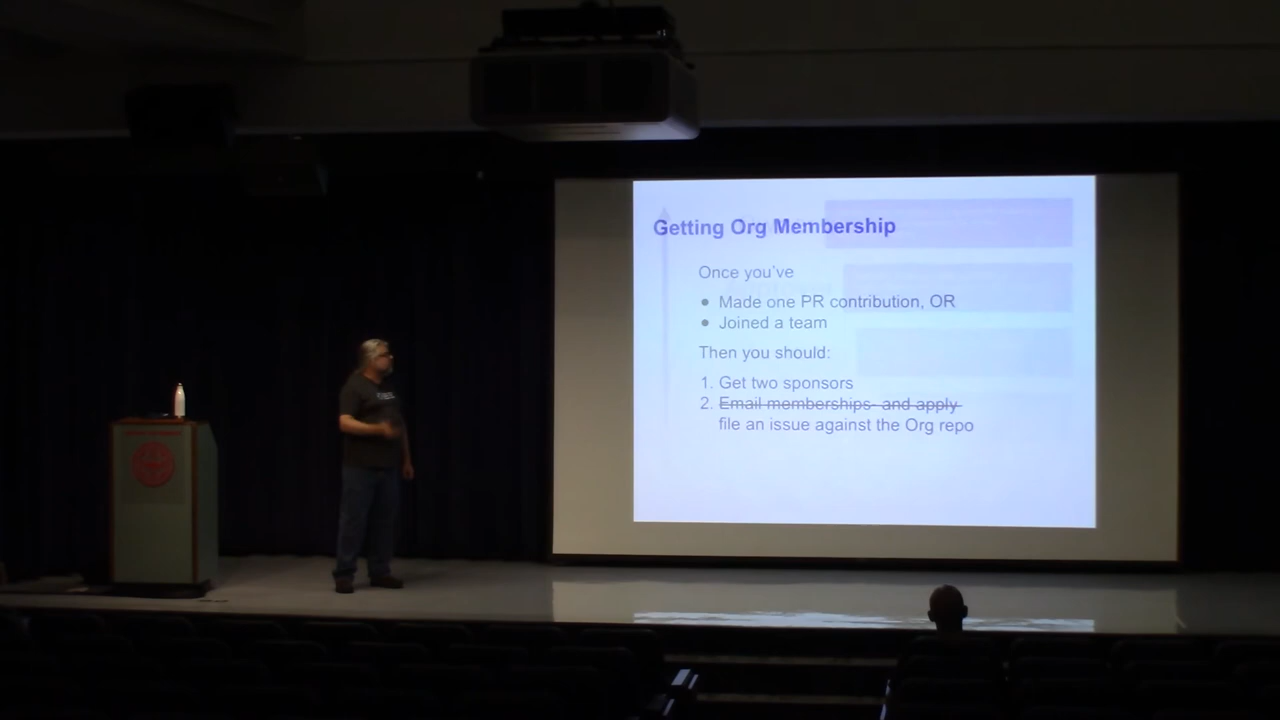 Getting Org Membership
Once you've
● Made one PR contribution, OR
● Joined a team
Then you should:
1. Get two sponsors
2. Email memberships- and apply
file an issue against the Org repo